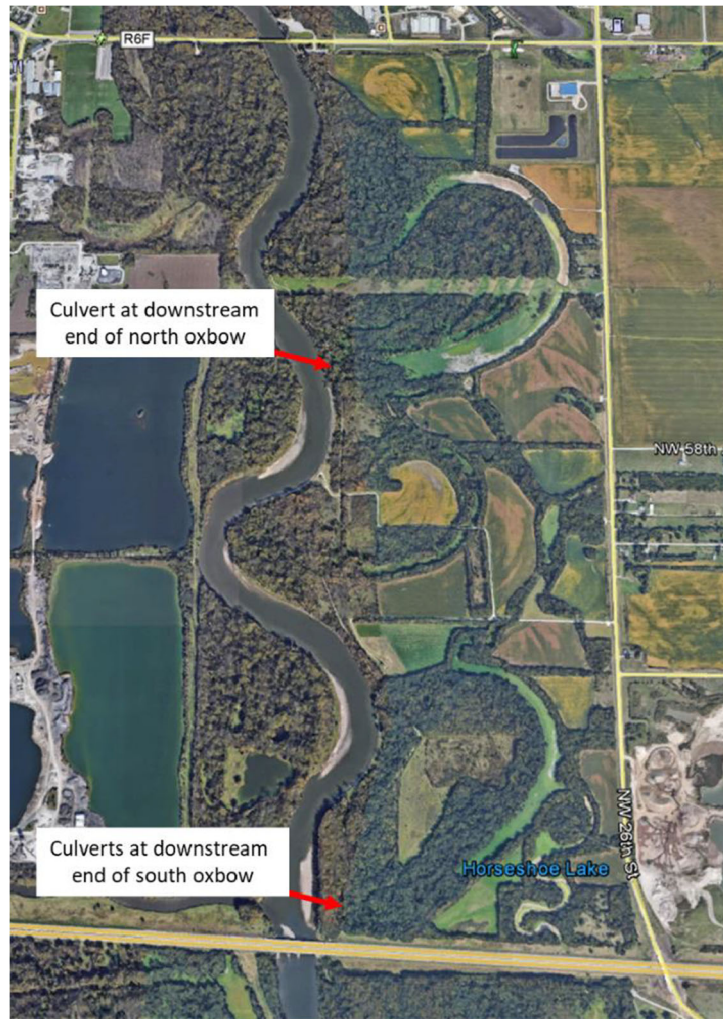 R6F
Culvert at downstream
end of north oxbow
NW 58th
Culverts at downstream
end of south oxbow
Horseshoe Lake
NW 26th St